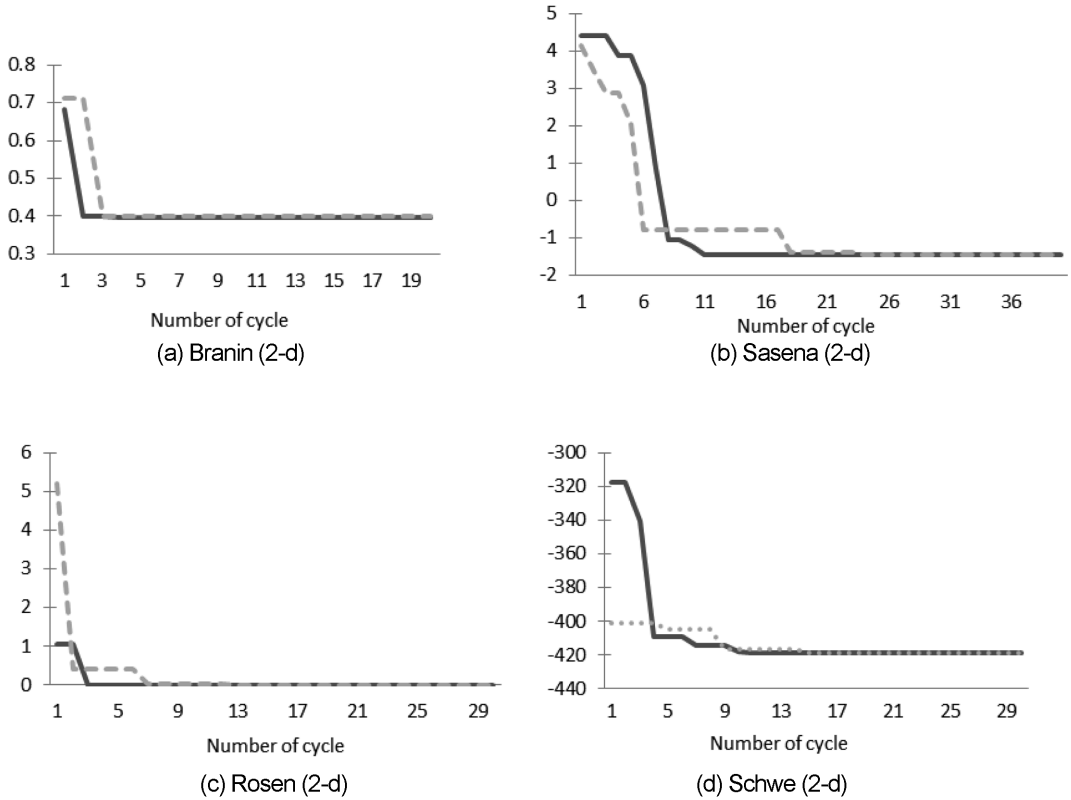 0.8
0.7
0.6
0.5
0.4
0.3
1 3 5 7 9 11 13 15 17 19
Number of cycle
(a) Branin (2-d)
5
4
3
2
1
0
-1
-2
1 6 11 16 21 26 31 36
Number of cycle
(b) Sasena (2-d)
6
5
4
3
2
1
0
1 5 9 13 17 21 25 29
Number of cycle
(c) Rosen (2-d)
-300
-320
-340
-360
-380
-400
-420
-440
1 5 9 13 17 21 25 29
Number of cycle
(d) Schwe (2-d)